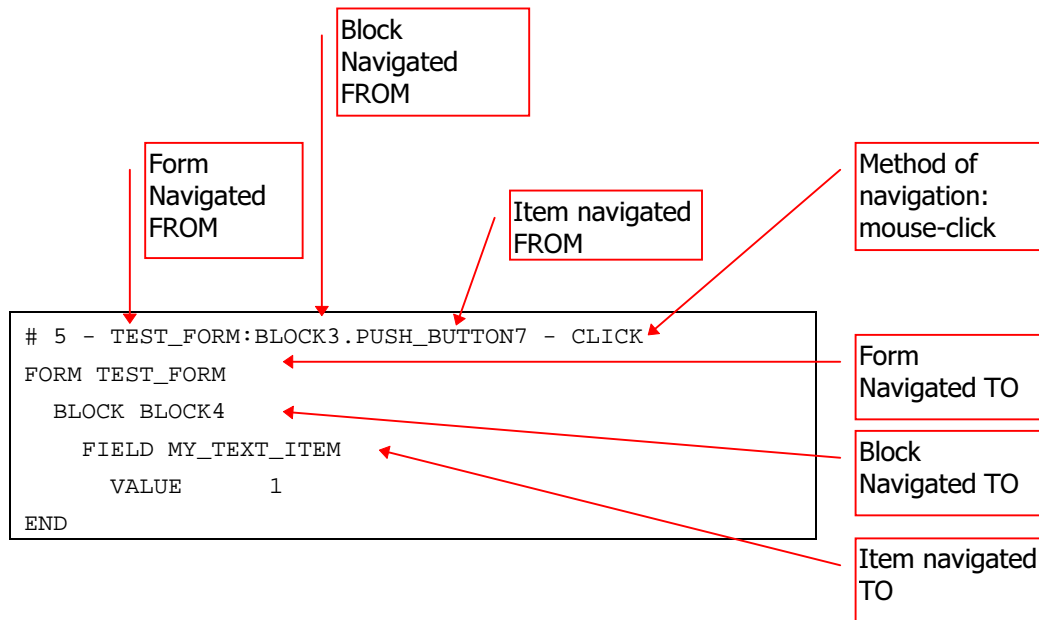 Block
Navigated
FROM
Form
Navigated
FROM
Item navigated
FROM
Method of
navigation:
mouse-click
# 5 - TEST_FORM:BLOCK3.PUSH_BUTTON7 - CLICK
FORM TEST_FORM
BLOCK BLOCK4
FIELD MY_TEXT_ITEM
VALUE 1
END
Form
Navigated TO
Block
Navigated TO
Item navigated
TO